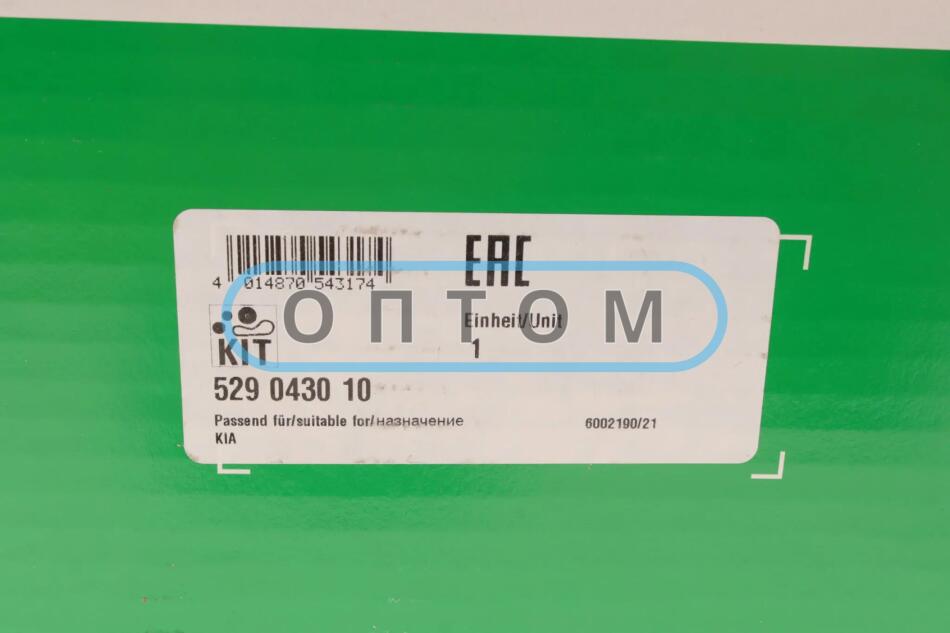 EAC
4 014870 543174
ОПТОМ
Einheit/Unit
1
KIT
529 0430 10
Passend für/suitable for/назначение
6002190/21
KIA